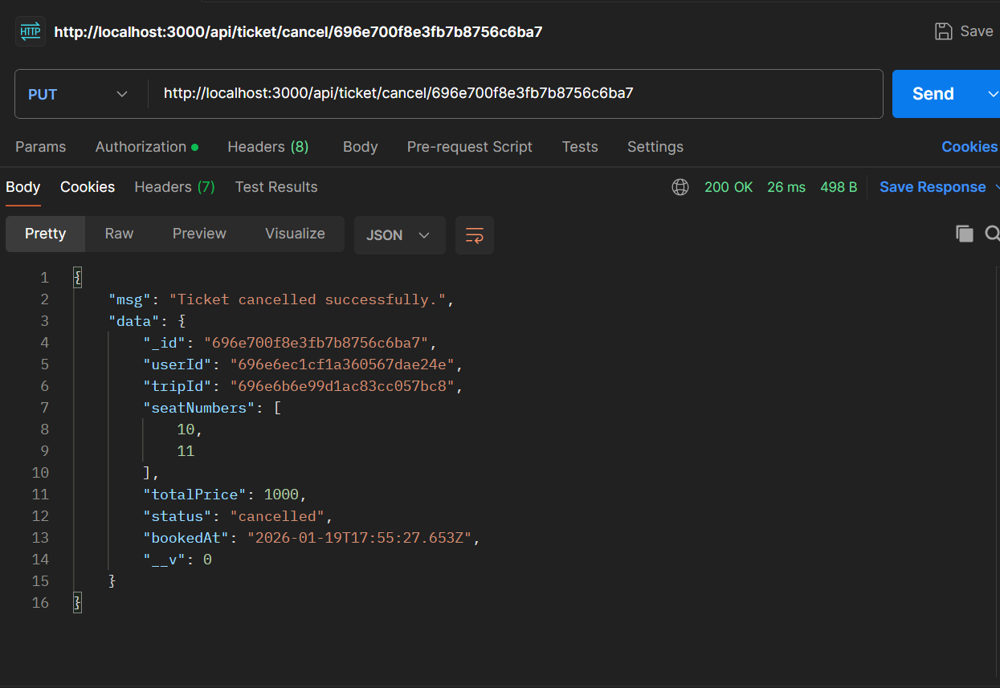 HTTP http://localhost:3000/api/ticket/cancel/696e700f8e3fb7b8756c6ba7 Save
PUT http://localhost:3000/api/ticket/cancel/696e700f8e3fb7b8756c6ba7 Send
Params Authorization Headers (8) Body Pre-request Script Tests Settings Cookies
Body Cookies Headers (7) Test Results 200 OK 26 ms 498 B Save Response
Pretty Raw Preview Visualize JSON
1 {
2 "msg": "Ticket cancelled successfully.",
3 "data": {
4 "_id": "696e700f8e3fb7b8756c6ba7",
5 "userId": "696e6ec1cf1a360567dae24e",
6 "tripId": "696e6b6e99d1ac83cc057bc8",
7 "seatNumbers": [
8 10,
9 11
10 ],
11 "totalPrice": 1000,
12 "status": "cancelled",
13 "bookedAt": "2026-01-19T17:55:27.653Z",
14 "__v": 0
15 }
16 }